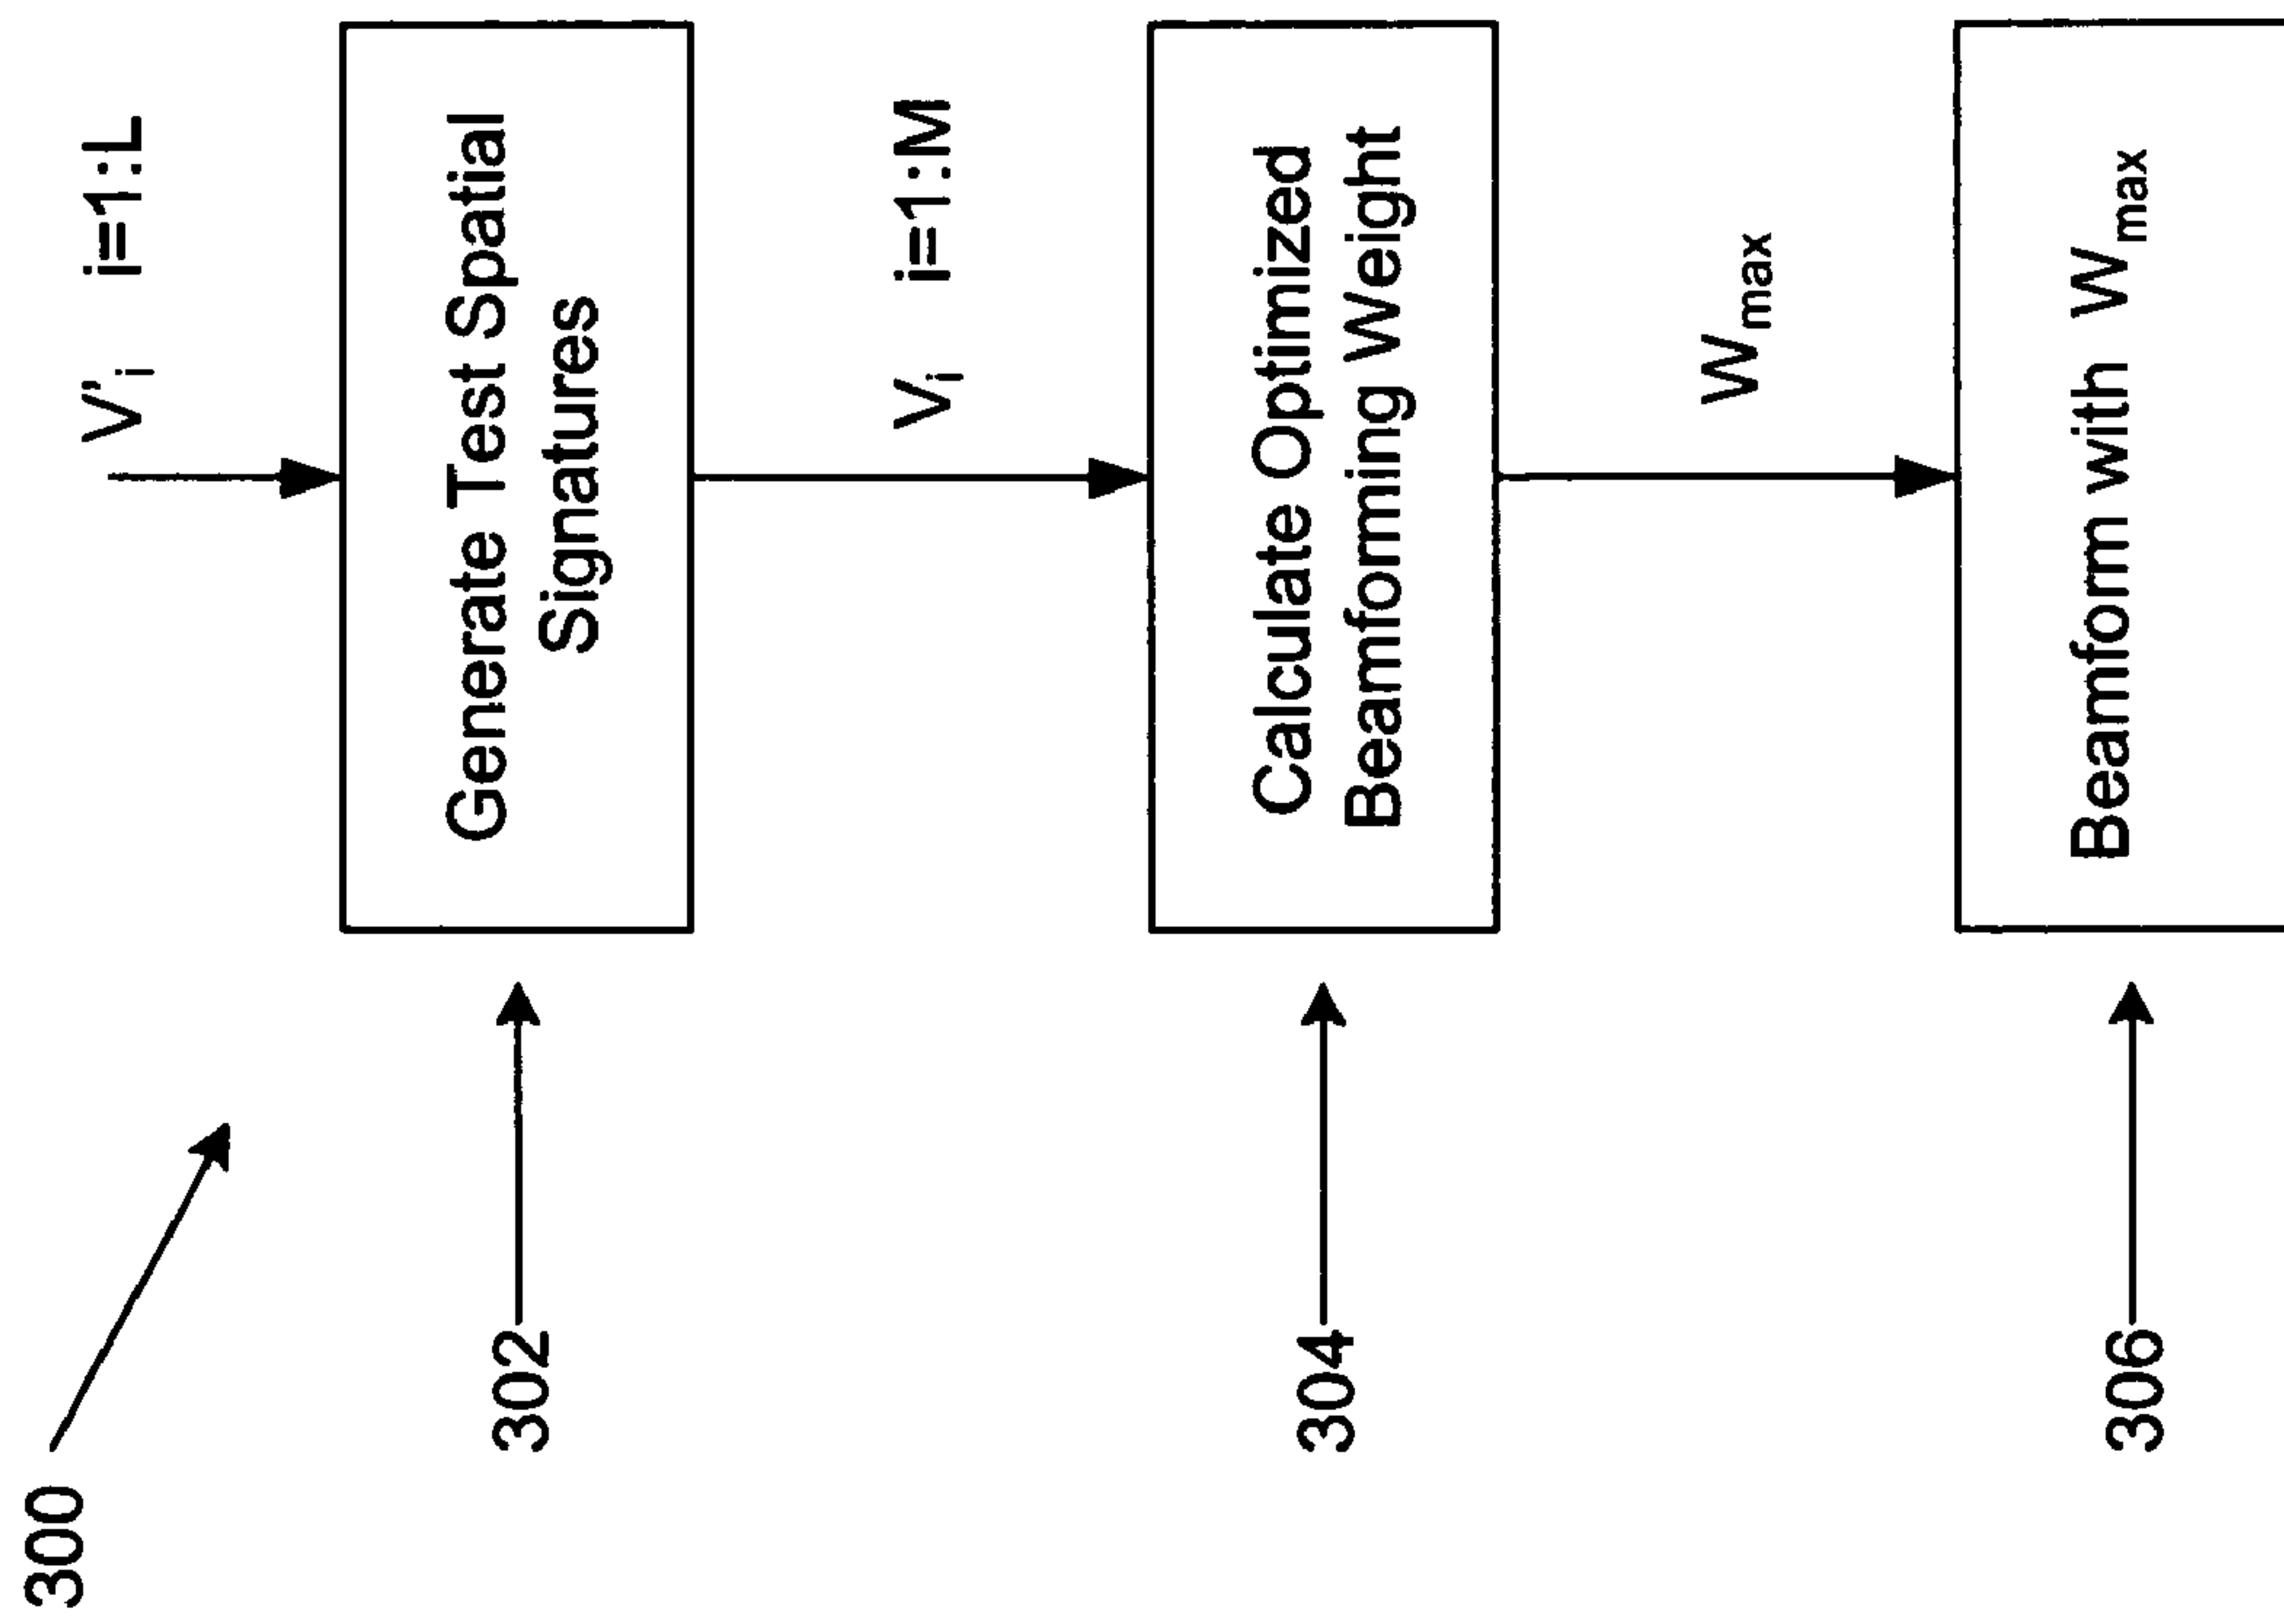 300
V'i i=1:L
302
Generate Test Spatial
Signatures
Vi i=1:M
304
Calculate Optimized
Beamforming Weight
Wmax
306
Beamform with Wmax